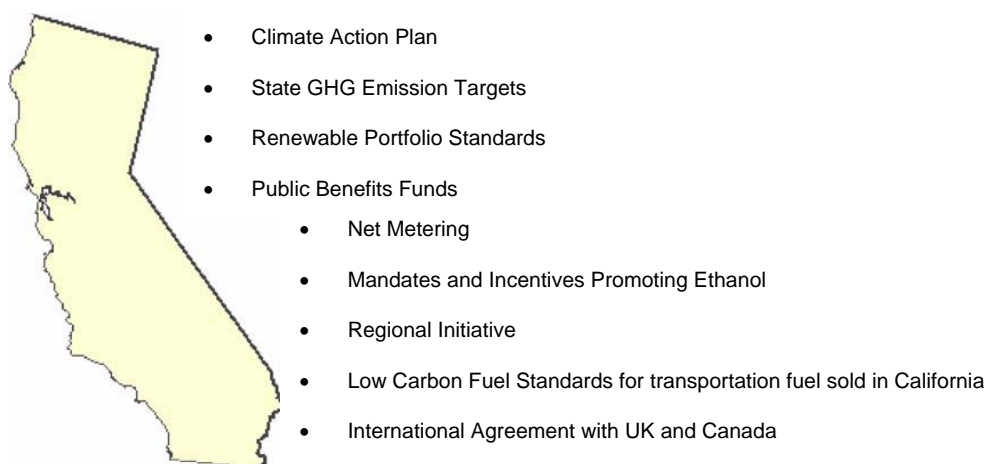 • Climate Action Plan
• State GHG Emission Targets
• Renewable Portfolio Standards
• Public Benefits Funds
• Net Metering
• Mandates and Incentives Promoting Ethanol
• Regional Initiative
• Low Carbon Fuel Standards for transportation fuel sold in California
• International Agreement with UK and Canada